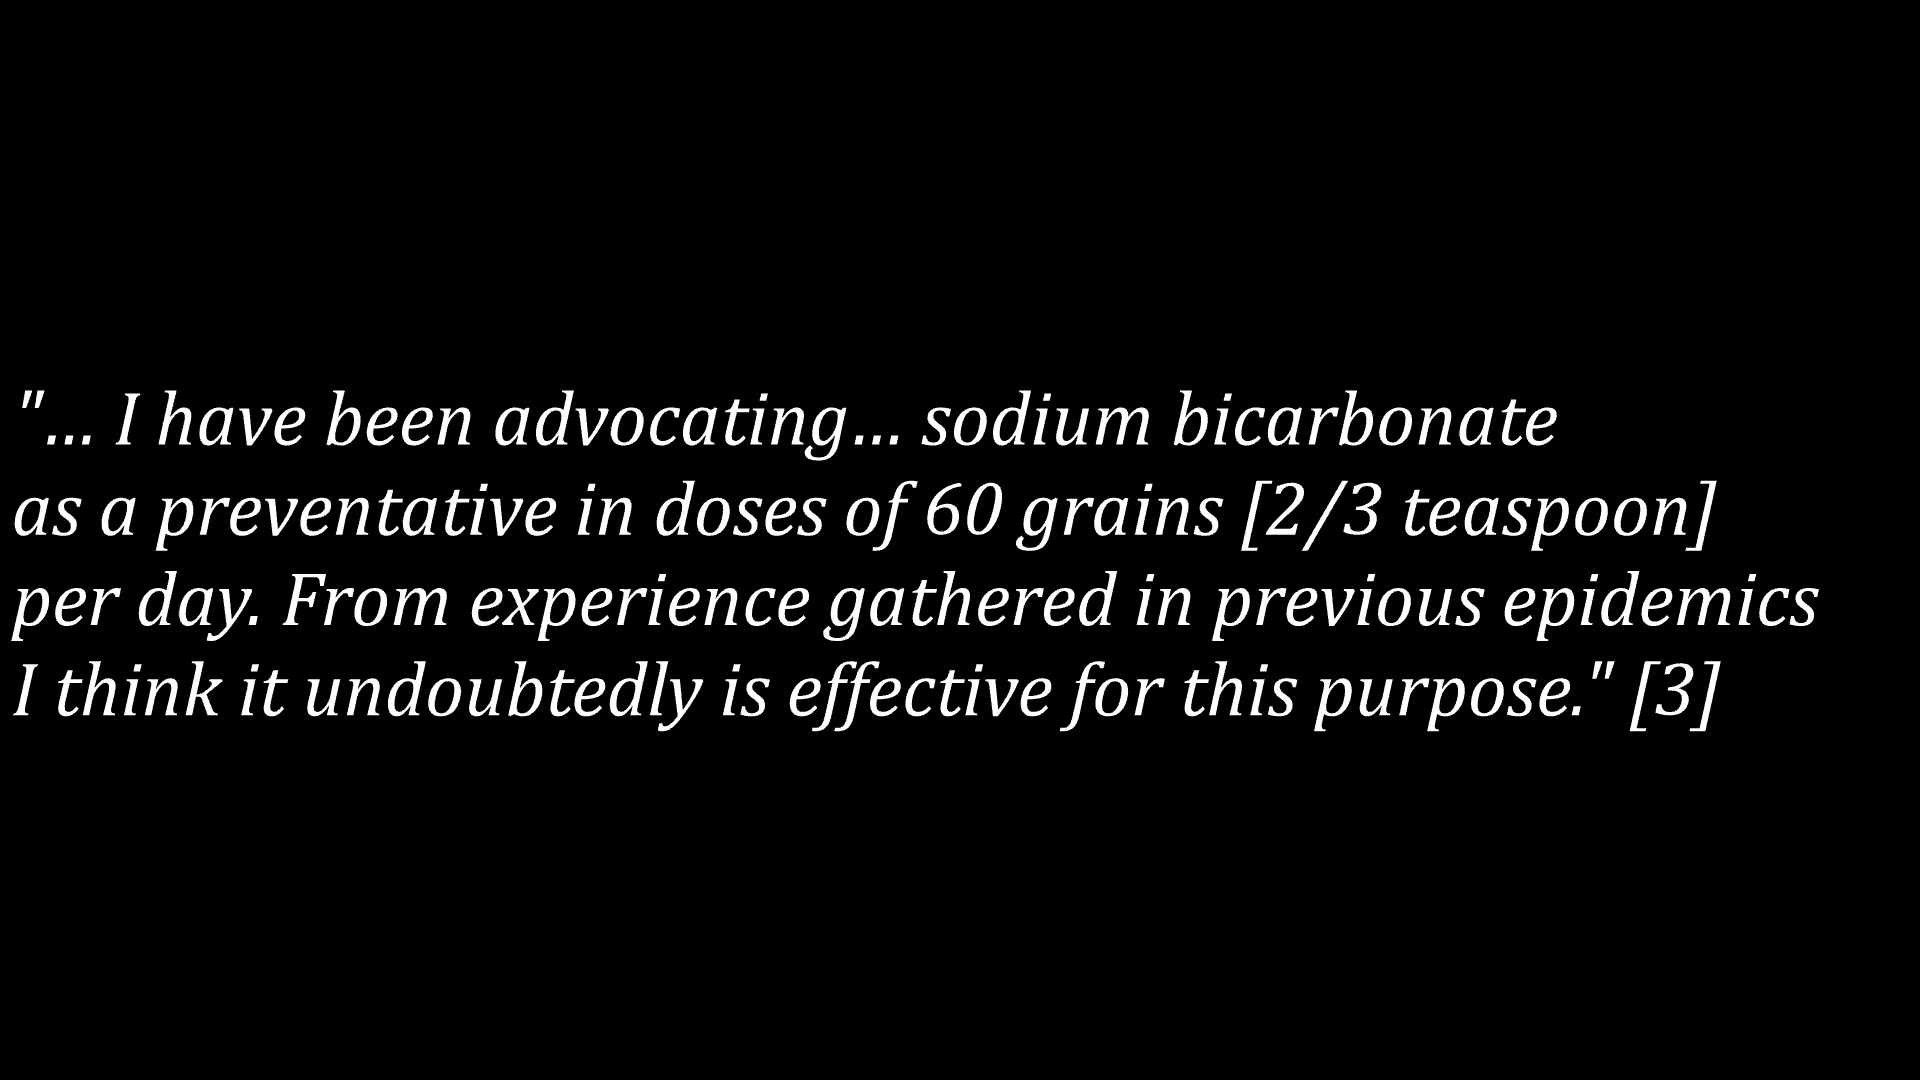 "... I have been advocating... sodium bicarbonate
as a preventative in doses of 60 grains [2/3 teaspoon]
per day. From experience gathered in previous epidemics
I think it undoubtedly is effective for this purpose." [3]